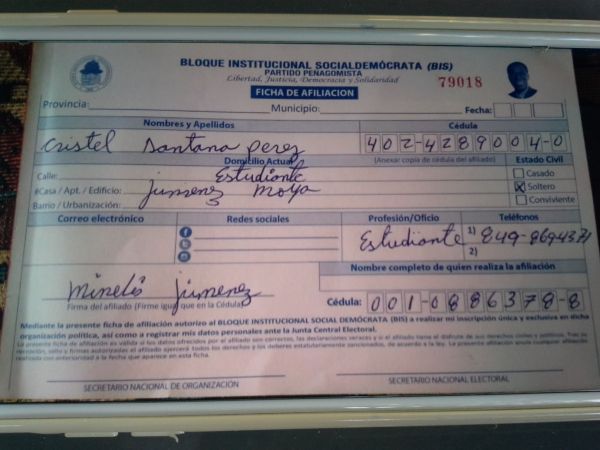 BLOQUE INSTITUCIONAL SOCIALDEMÓCRATA (BIS)
PARTIDO PEÑAGOMISTA
Libertad, Justicia, Democracia y Solidaridad
79018
FICHA DE AFILIACION
Provincia: Municipio: Fecha:
Nombres y Apellidos Cédula
Cristel Santana Perez 402-4289004-0
Domicilio Actual (Anexar copia de cédula del afiliado) Estado Civil
Calle: Estudiante Casado
#Casa / Apt. / Edificio: Jimenez Moya Soltero
Barrio / Urbanización: Conviviente
Correo electrónico Redes sociales Profesión/Oficio Teléfonos
Estudiante 1) 849-8694371
2)
Nombre completo de quien realiza la afiliación
Minelis Jimenez
Firma del afiliado (Firme igual que en la Cédula)
Cédula: 001-0886378-8
Mediante la presente ficha de afiliación autorizo al BLOQUE INSTITUCIONAL SOCIAL DEMÓCRATA (BIS) a realizar mi inscripción única y exclusiva en dicha
organización política, así como a registrar mis datos personales ante la Junta Central Electoral.
SECRETARIO NACIONAL DE ORGANIZACIÓN SECRETARIO NACIONAL ELECTORAL